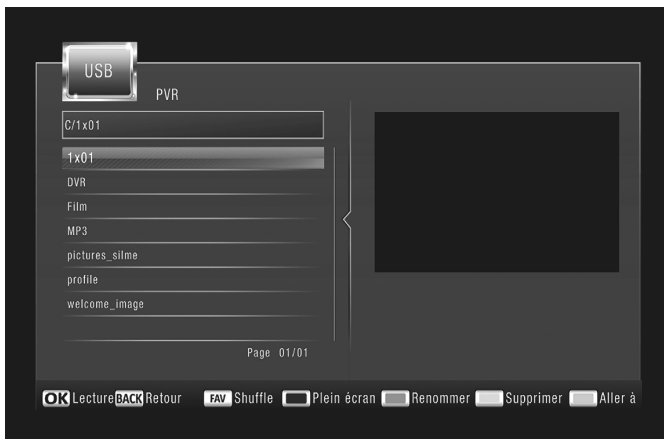 USB
PVR
C/1x01
1x01
DVR
Film
MP3
pictures_silme
profile
welcome_image
Page 01/01
OK Lecture BACK Retour FAV Shuffle Plein écran Renommer Supprimer Aller à